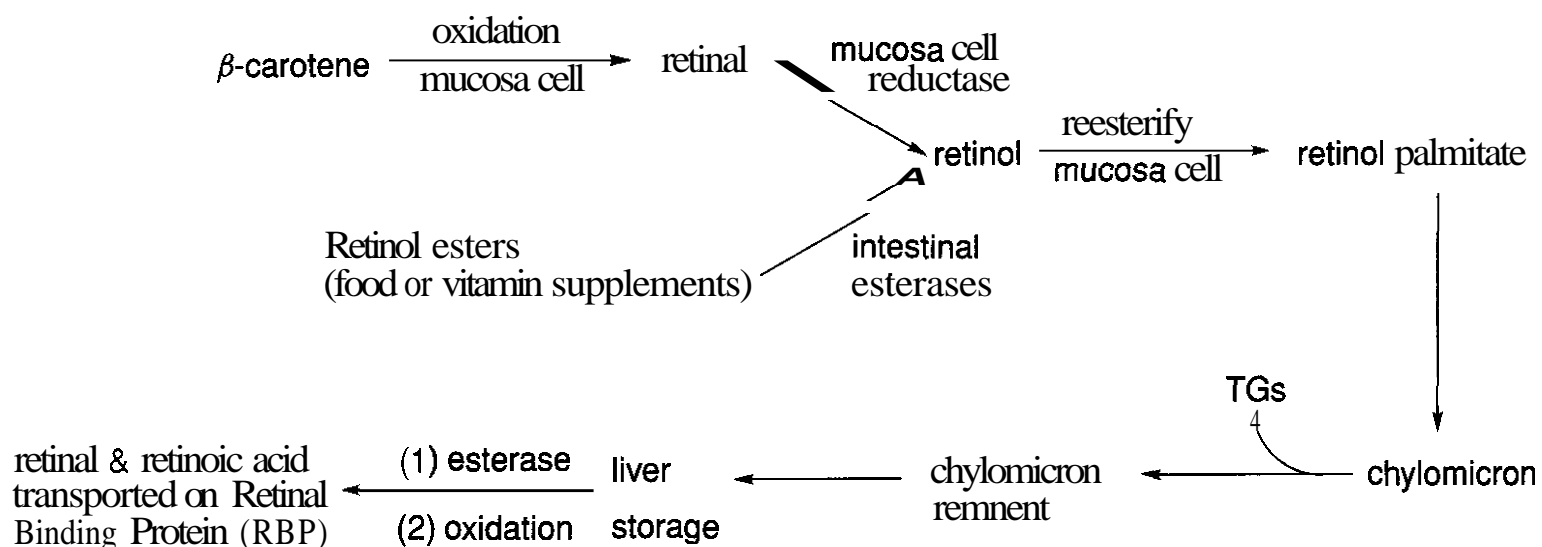 oxidation
β-carotene
mucosa cell
retinal
mucosa cell
reductase
retinol
reesterify
mucosa cell
retinol palmitate
Retinol esters
(food or vitamin supplements)
intestinal
esterases
TGs
4
chylomicron
chylomicron
remnent
liver
storage
(1) esterase
(2) oxidation
retinal & retinoic acid
transported on Retinal
Binding Protein (RBP)
A